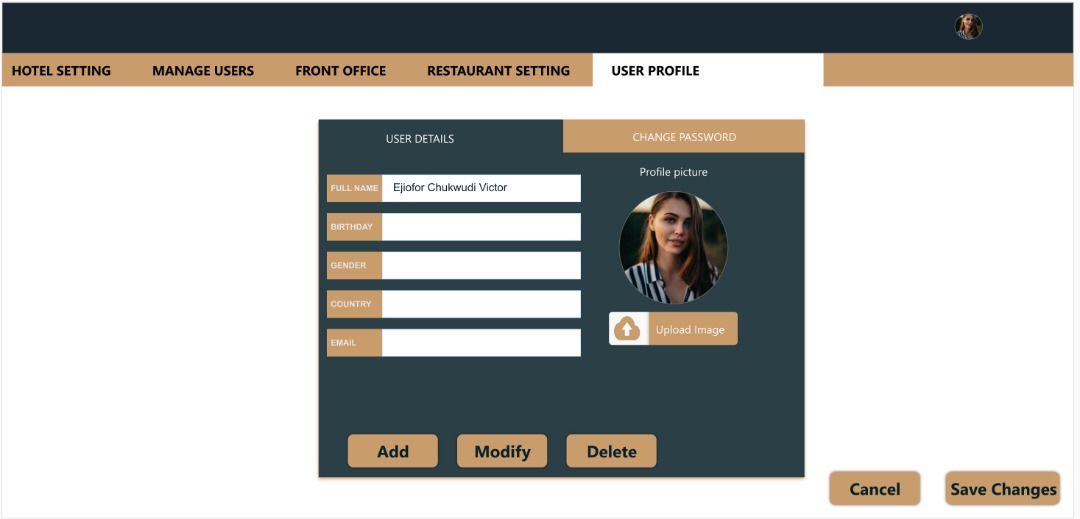 HOTEL SETTING MANAGE USERS FRONT OFFICE RESTAURANT SETTING USER PROFILE
USER DETAILS CHANGE PASSWORD
Profile picture
FULL NAME Ejiofor Chukwudi Victor
BIRTHDAY
GENDER
COUNTRY
EMAIL
Upload Image
Add Modify Delete
Cancel Save Changes